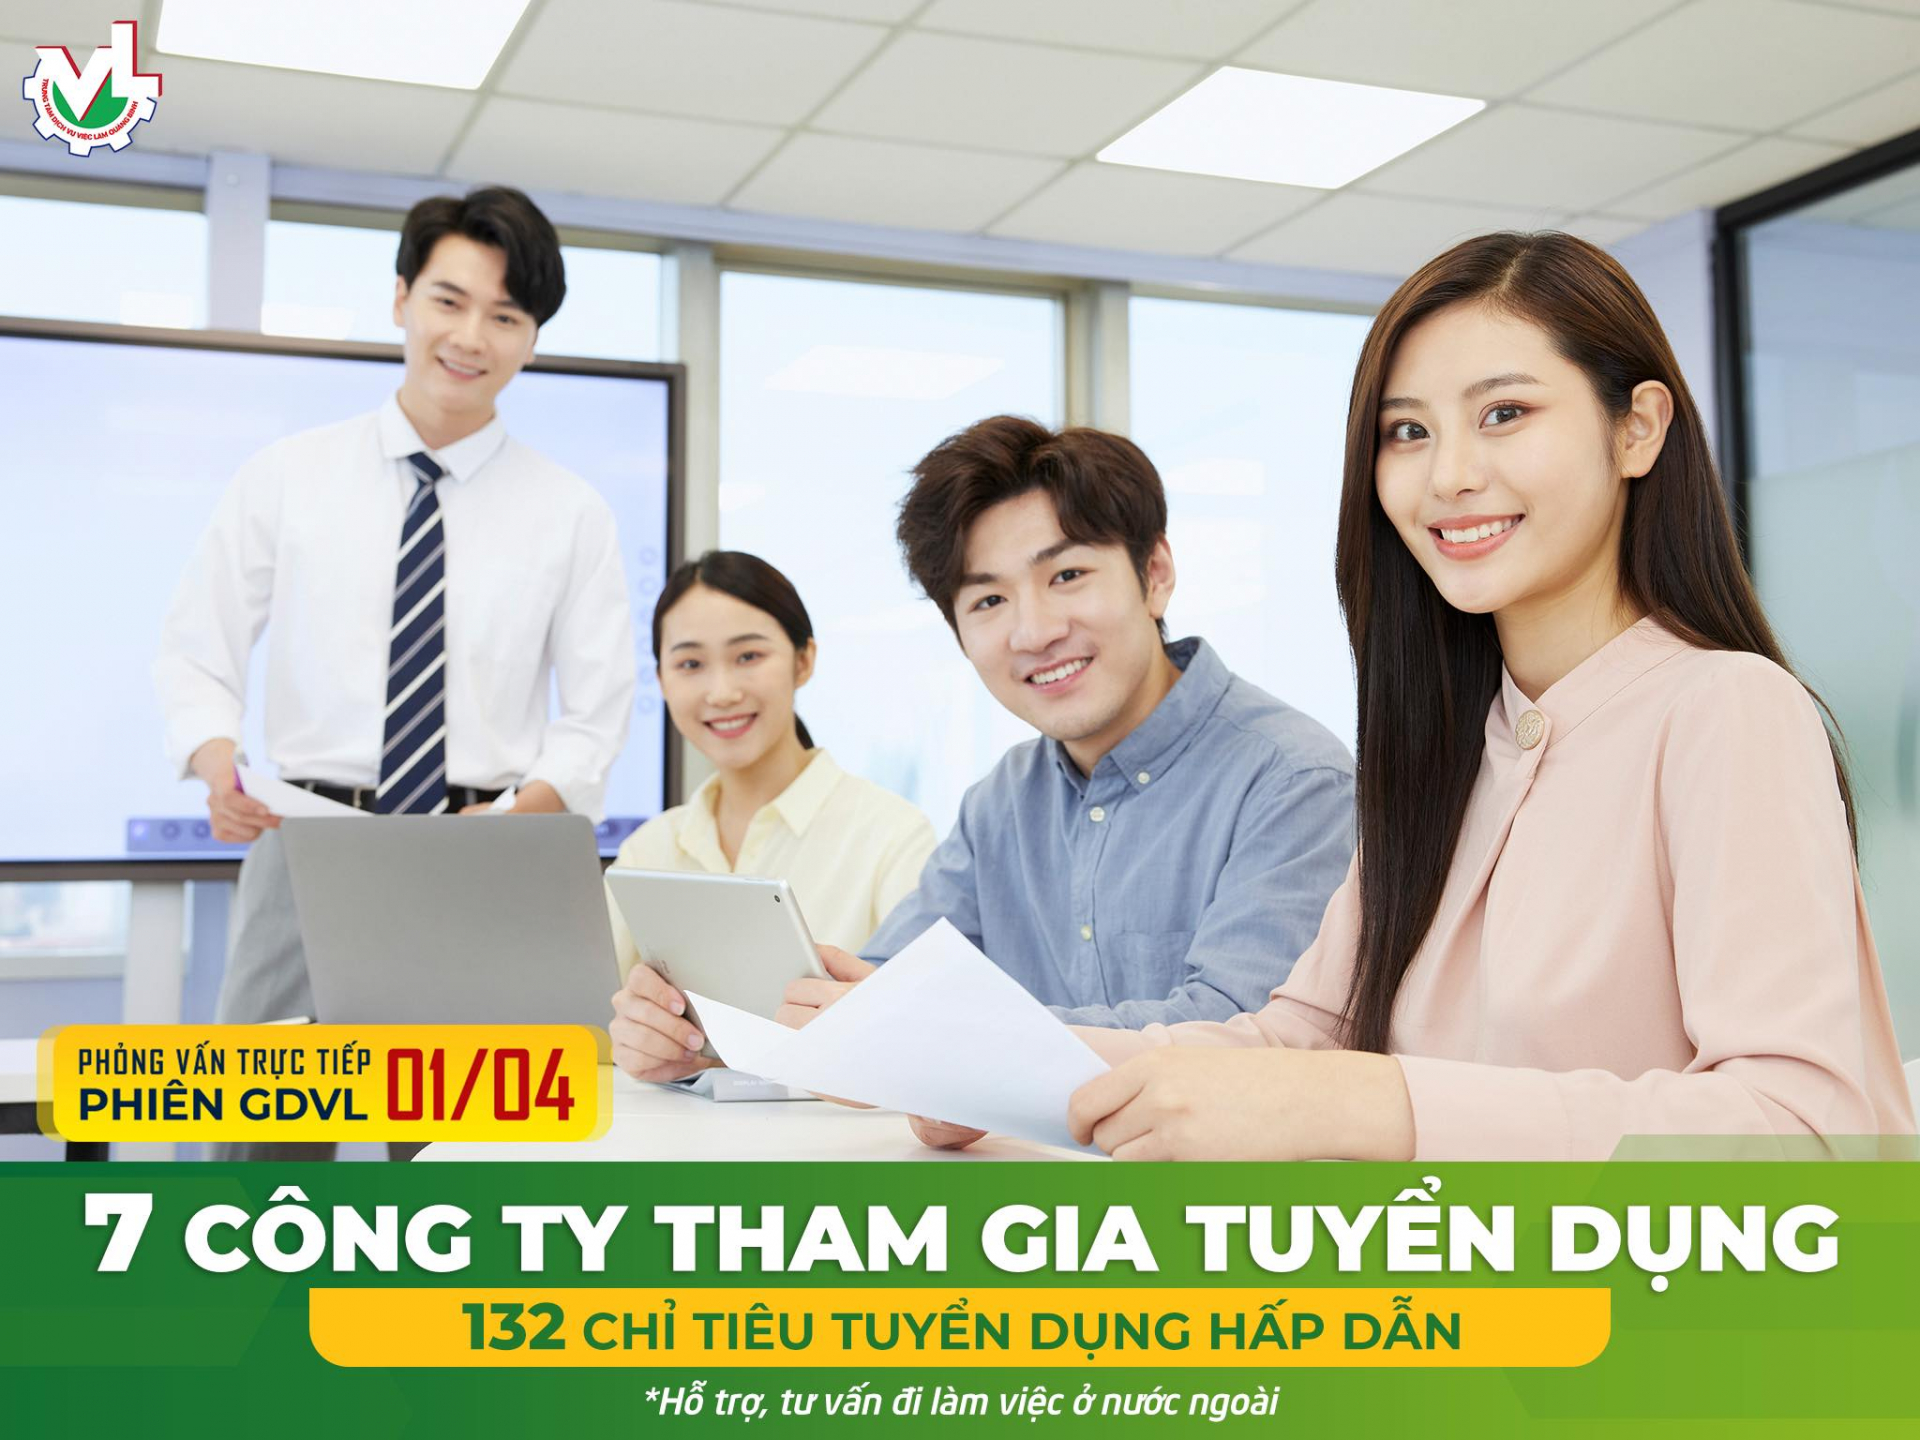 TRUNG TÂM DỊCH VỤ VIỆC LÀM QUẢNG BÌNH
PHỎNG VẤN TRỰC TIẾP
PHIÊN GDVL
01/04
7 CÔNG TY THAM GIA TUYỂN DỤNG
132 CHỈ TIÊU TUYỂN DỤNG HẤP DẪN
*Hỗ trợ, tư vấn đi làm việc ở nước ngoài